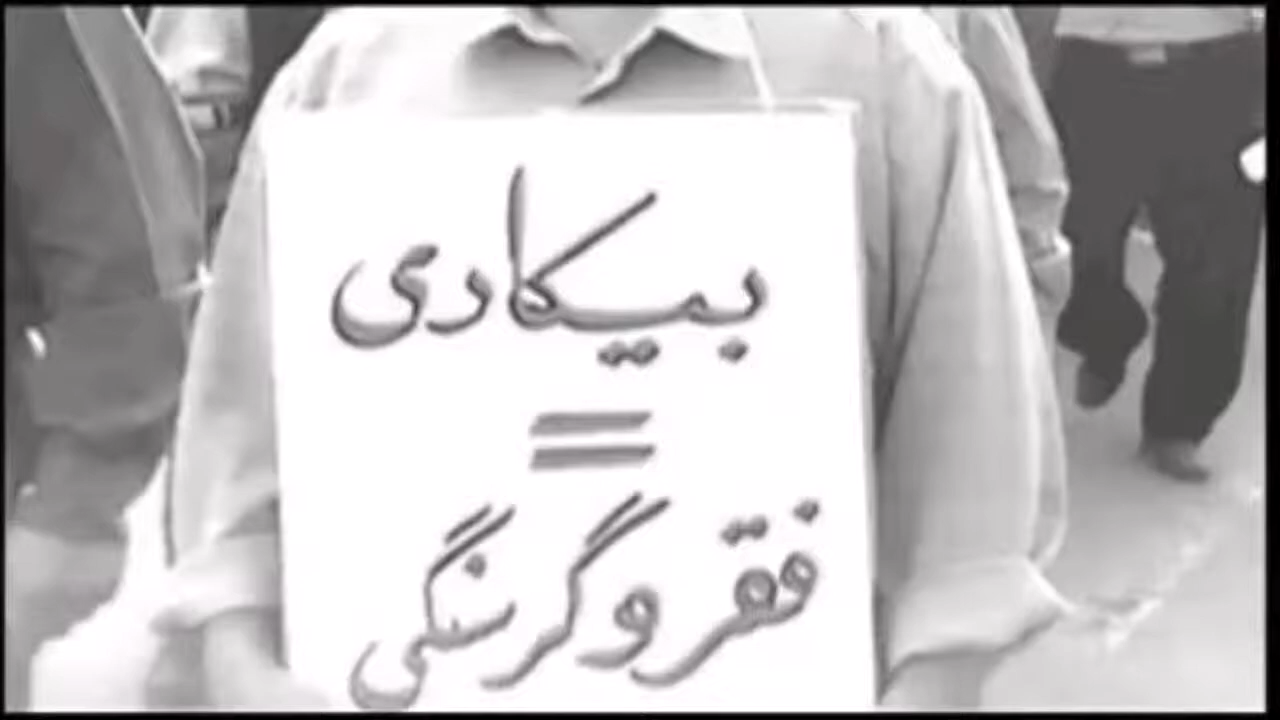 بیکاری
=
فقر و گرسنگی